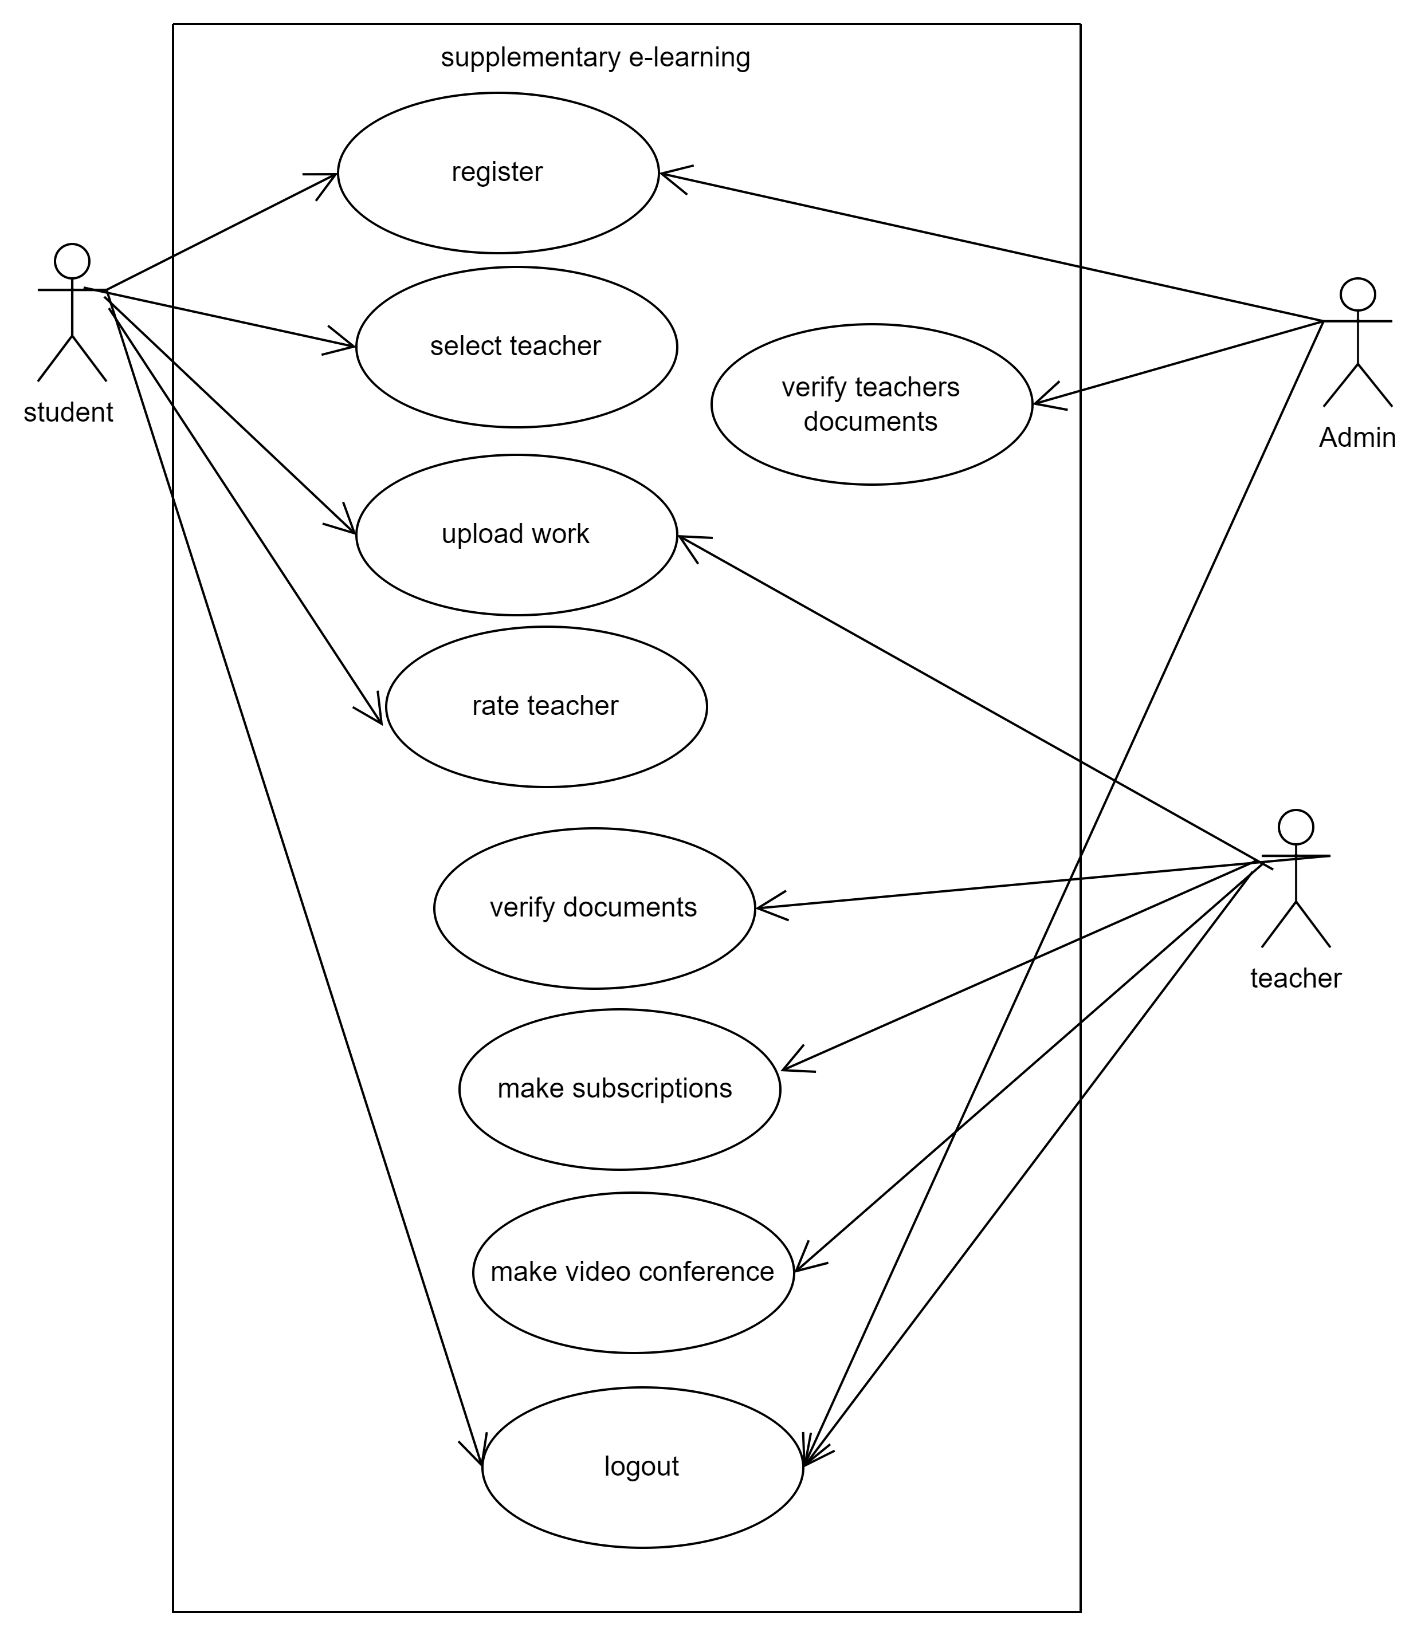 supplementary e-learning
register
select teacher
verify teachers
documents
student
Admin
upload work
rate teacher
verify documents
teacher
make subscriptions
make video conference
logout